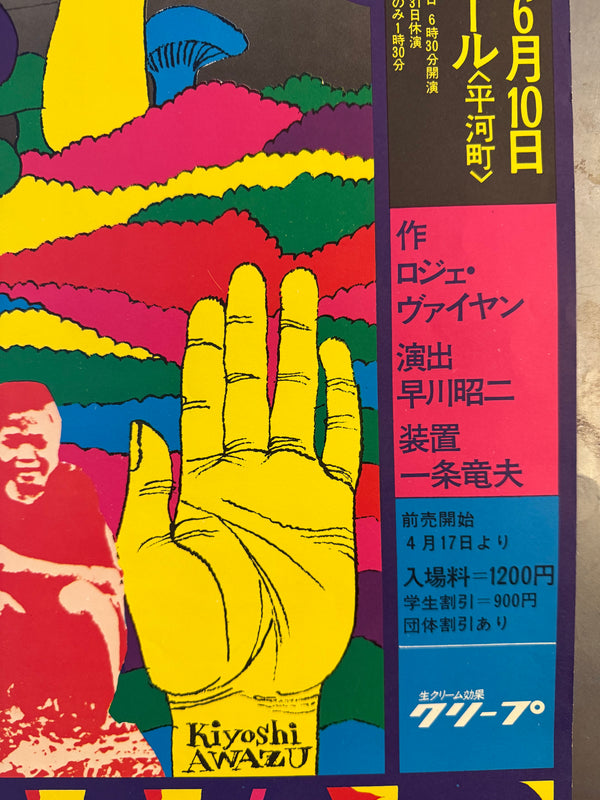 6月10日
ール〈平河町〉
6時30分開演
31日休演
のみ1時30分
作
ロジェ・
ヴァイヤン
演出
早川昭二
装置
一条竜夫
前売開始
4月17日より
入場料=1200円
学生割引=900円
団体割引あり
生クリーム効果
クリープ
Kiyoshi
AWAZU